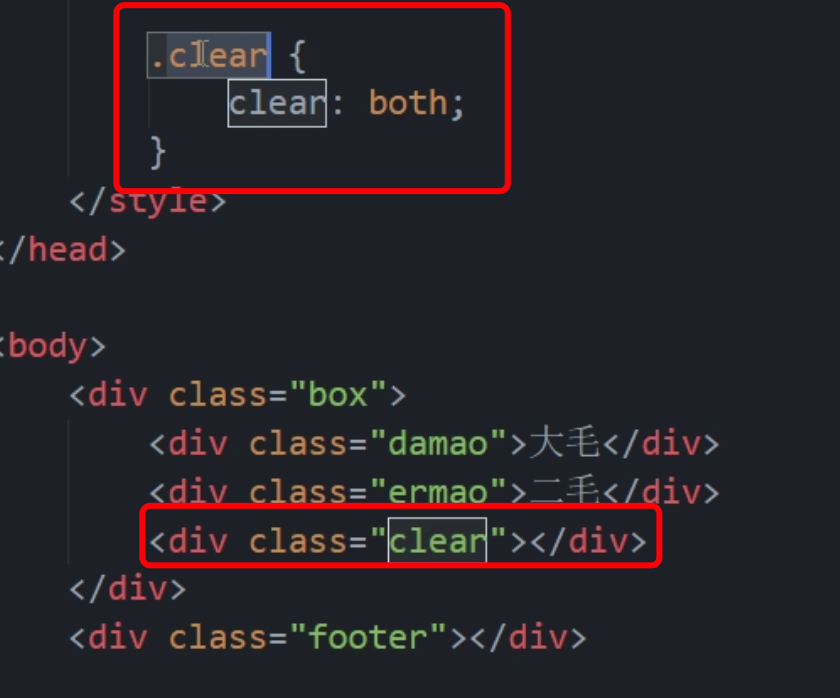 .clear {
clear: both;
}
</style>
</head>
<body>
<div class="box">
<div class="damao">大毛</div>
<div class="ermao">二毛</div>
<div class="clear"></div>
</div>
<div class="footer"></div>